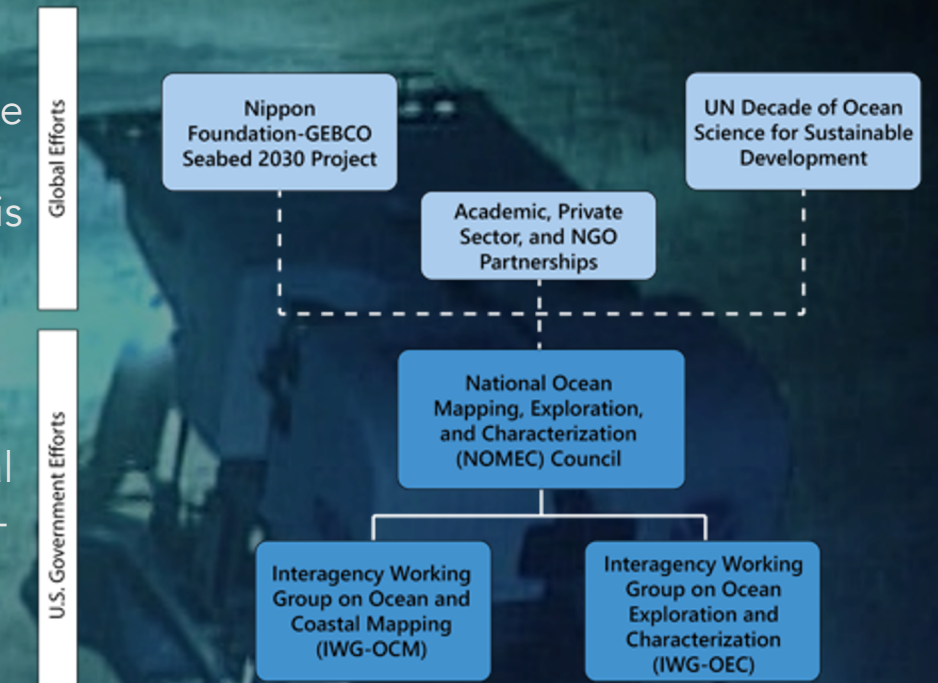 e
is
al
Global Efforts
Nippon
Foundation-GEBCO
Seabed 2030 Project
UN Decade of Ocean
Science for Sustainable
Development
Academic, Private
Sector, and NGO
Partnerships
U.S. Government Efforts
National Ocean
Mapping, Exploration,
and Characterization
(NOMEC) Council
Interagency Working
Group on Ocean and
Coastal Mapping
(IWG-OCM)
Interagency Working
Group on Ocean
Exploration and
Characterization
(IWG-OEC)